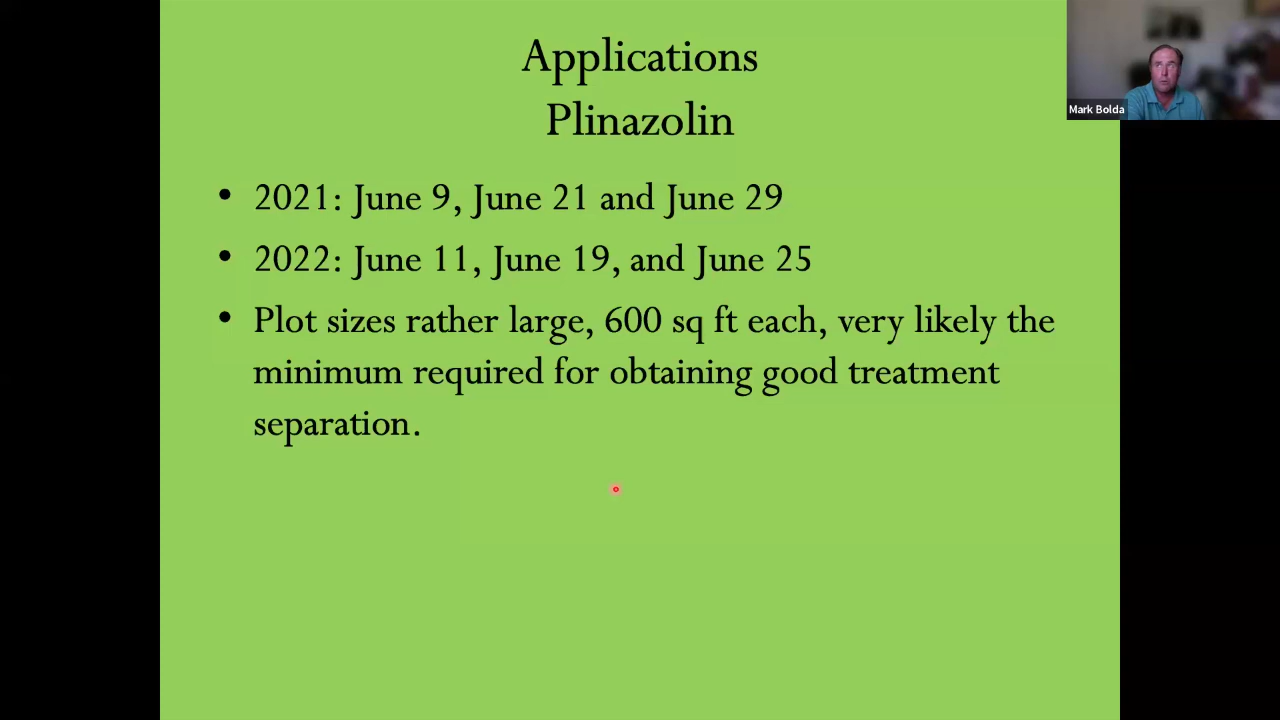 Applications
Plinazolin
Mark Bolda
• 2021: June 9, June 21 and June 29
• 2022: June 11, June 19, and June 25
• Plot sizes rather large, 600 sq ft each, very likely the
minimum required for obtaining good treatment
separation.